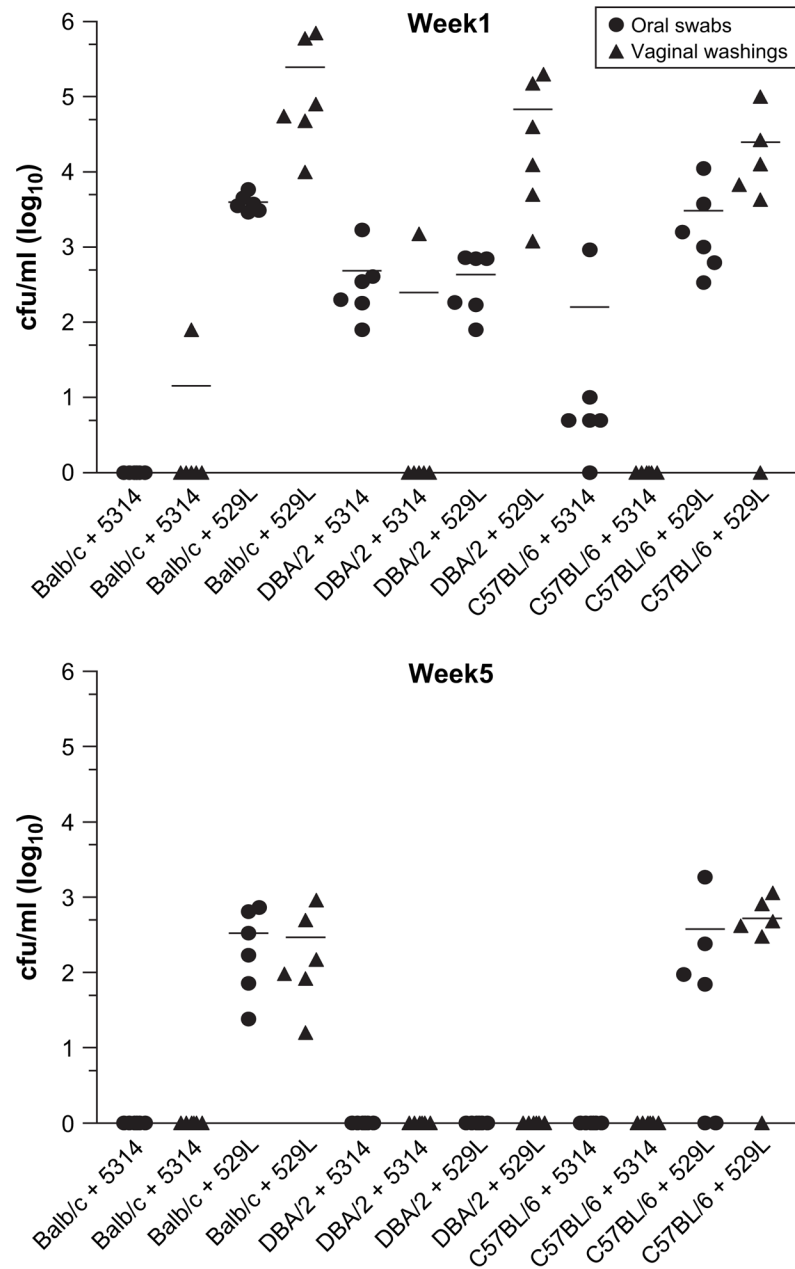 Week1
Oral swabs
Vaginal washings
cfu/ml (log10)
6
5
4
3
2
1
0
Balb/c + 5314
Balb/c + 5314
Balb/c + 529L
Balb/c + 529L
DBA/2 + 5314
DBA/2 + 5314
DBA/2 + 529L
DBA/2 + 529L
C57BL/6 + 5314
C57BL/6 + 5314
C57BL/6 + 529L
C57BL/6 + 529L
Week5
cfu/ml (log10)
6
5
4
3
2
1
0
Balb/c + 5314
Balb/c + 5314
Balb/c + 529L
Balb/c + 529L
DBA/2 + 5314
DBA/2 + 5314
DBA/2 + 529L
DBA/2 + 529L
C57BL/6 + 5314
C57BL/6 + 5314
C57BL/6 + 529L
C57BL/6 + 529L